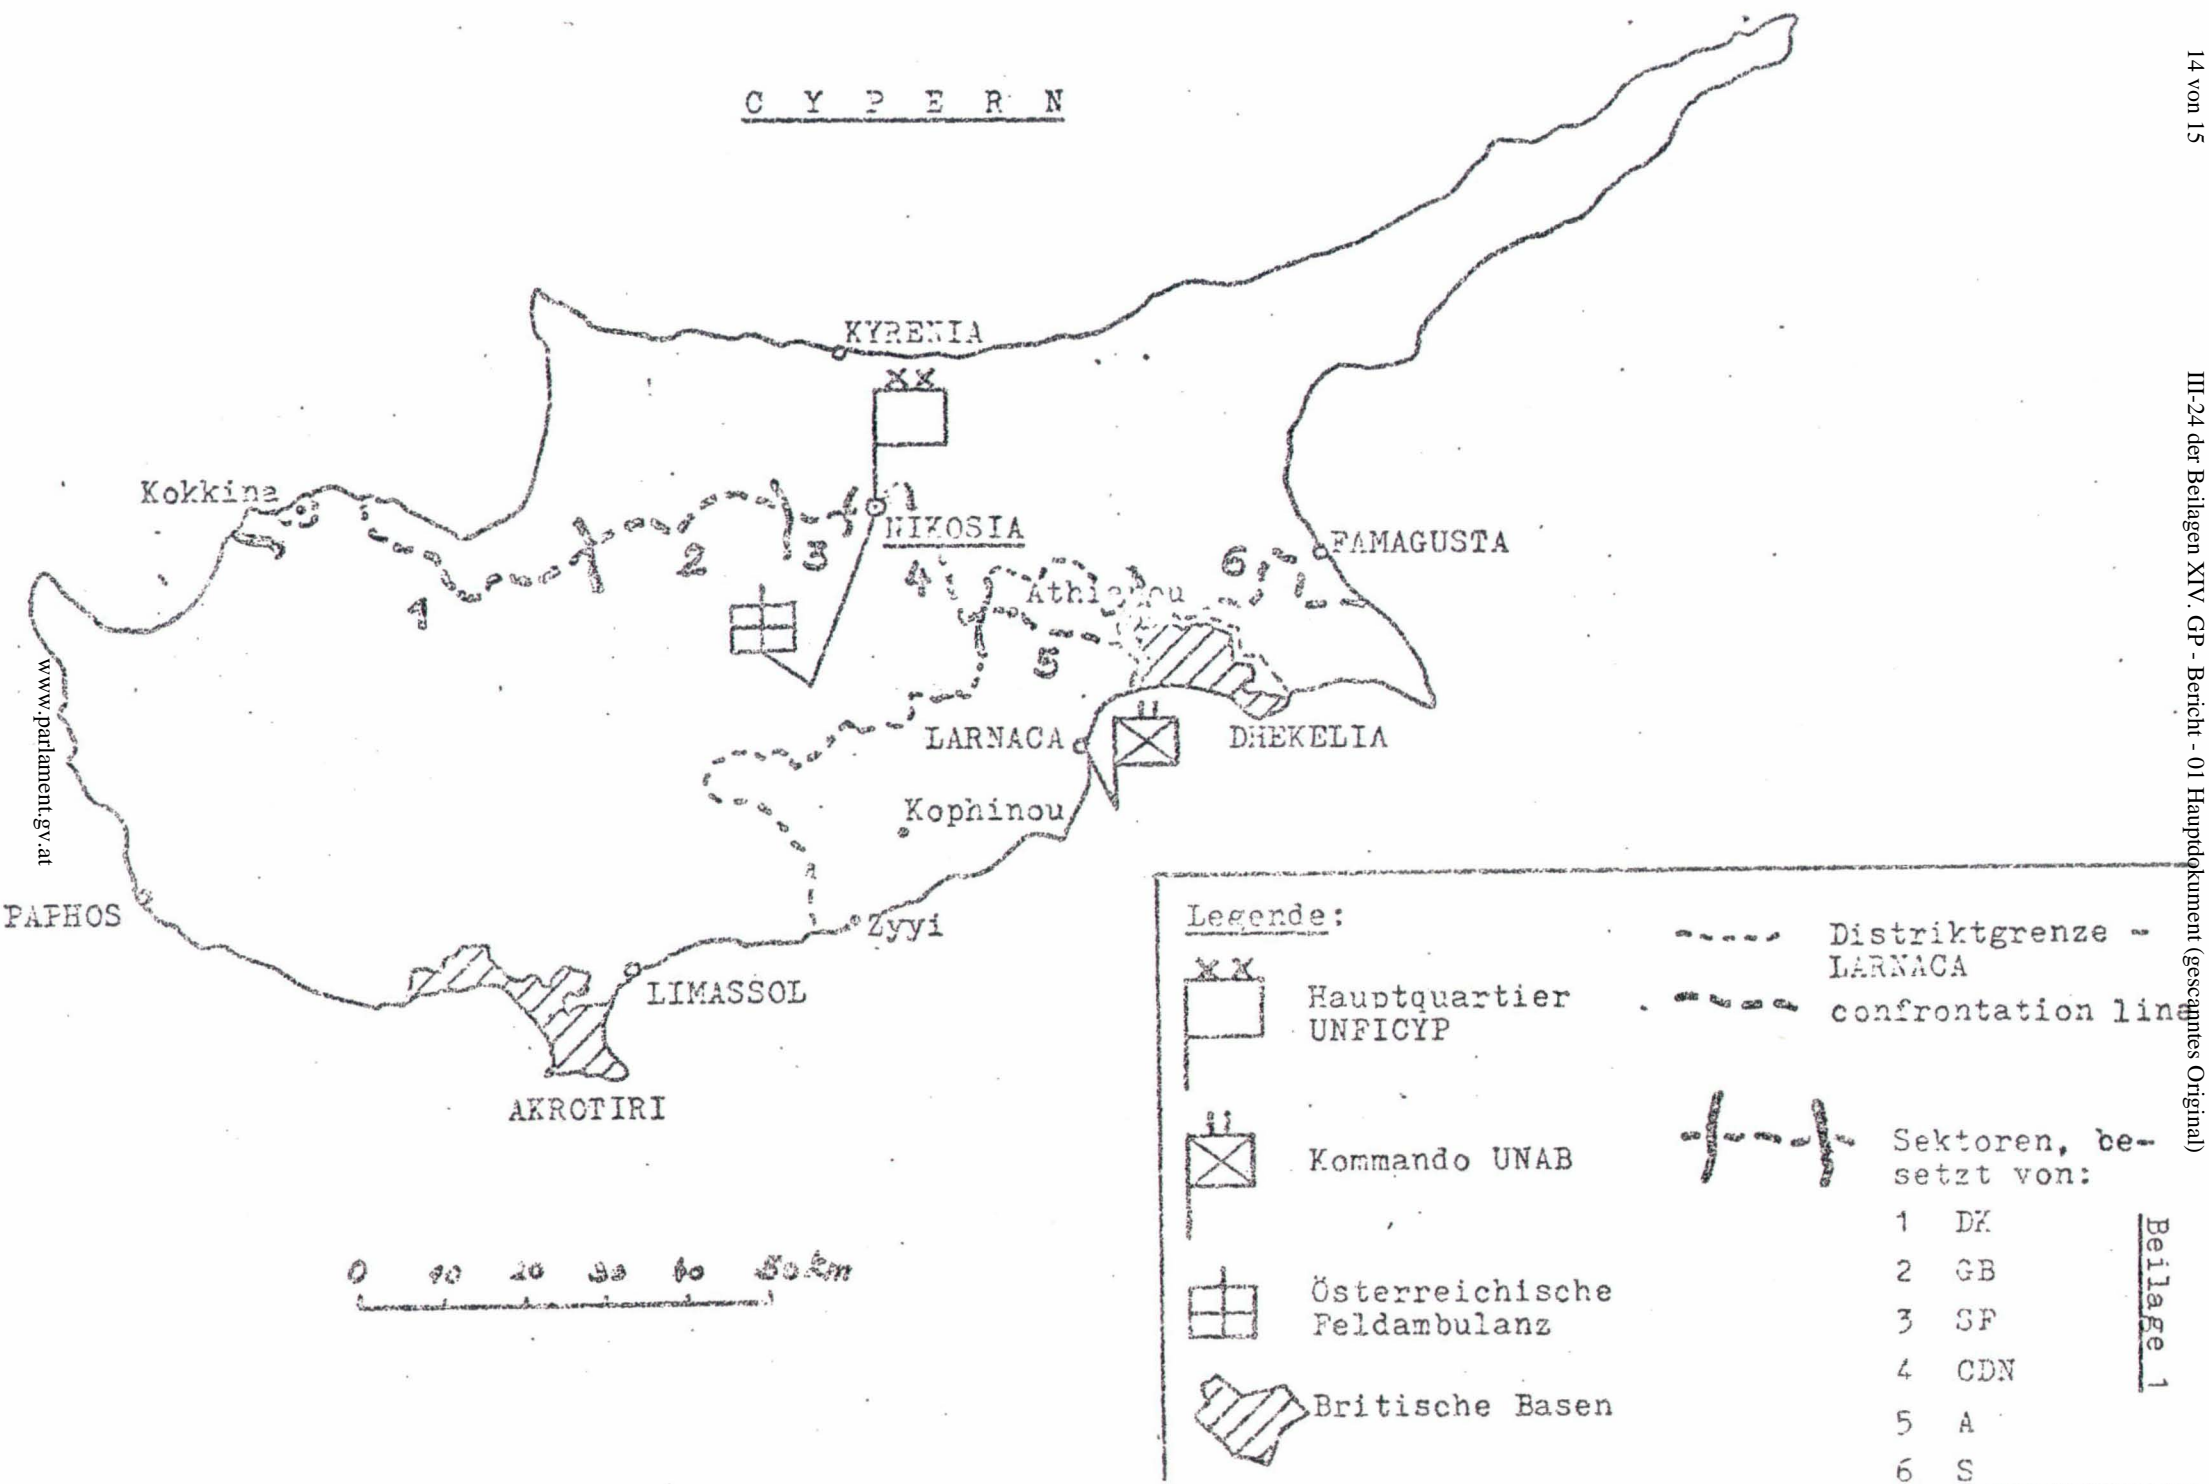 14 von 15
III-24 der Beilagen XIV. GP - Bericht - 01 Hauptdokument (gescanntes Original)
www.parlament.gv.at
CYPERN
KYRENIA
Kokkina
NIKOSIA
FAMAGUSTA
Athienou
1
2
3
4
5
6
LARNACA
DHEKELIA
Kophinou
PAPHOS
Zyyi
LIMASSOL
AKROTIRI
0 10 20 30 40 50 km
Legende:
Hauptquartier
UNFICYP
Kommando UNAB
Österreichische
Feldambulanz
Britische Basen
Distriktgrenze -
LARNACA
confrontation line
Sektoren, be-
setzt von:
1 DK
2 GB
3 SF
4 CDN
5 A
6 S
Beilage 1